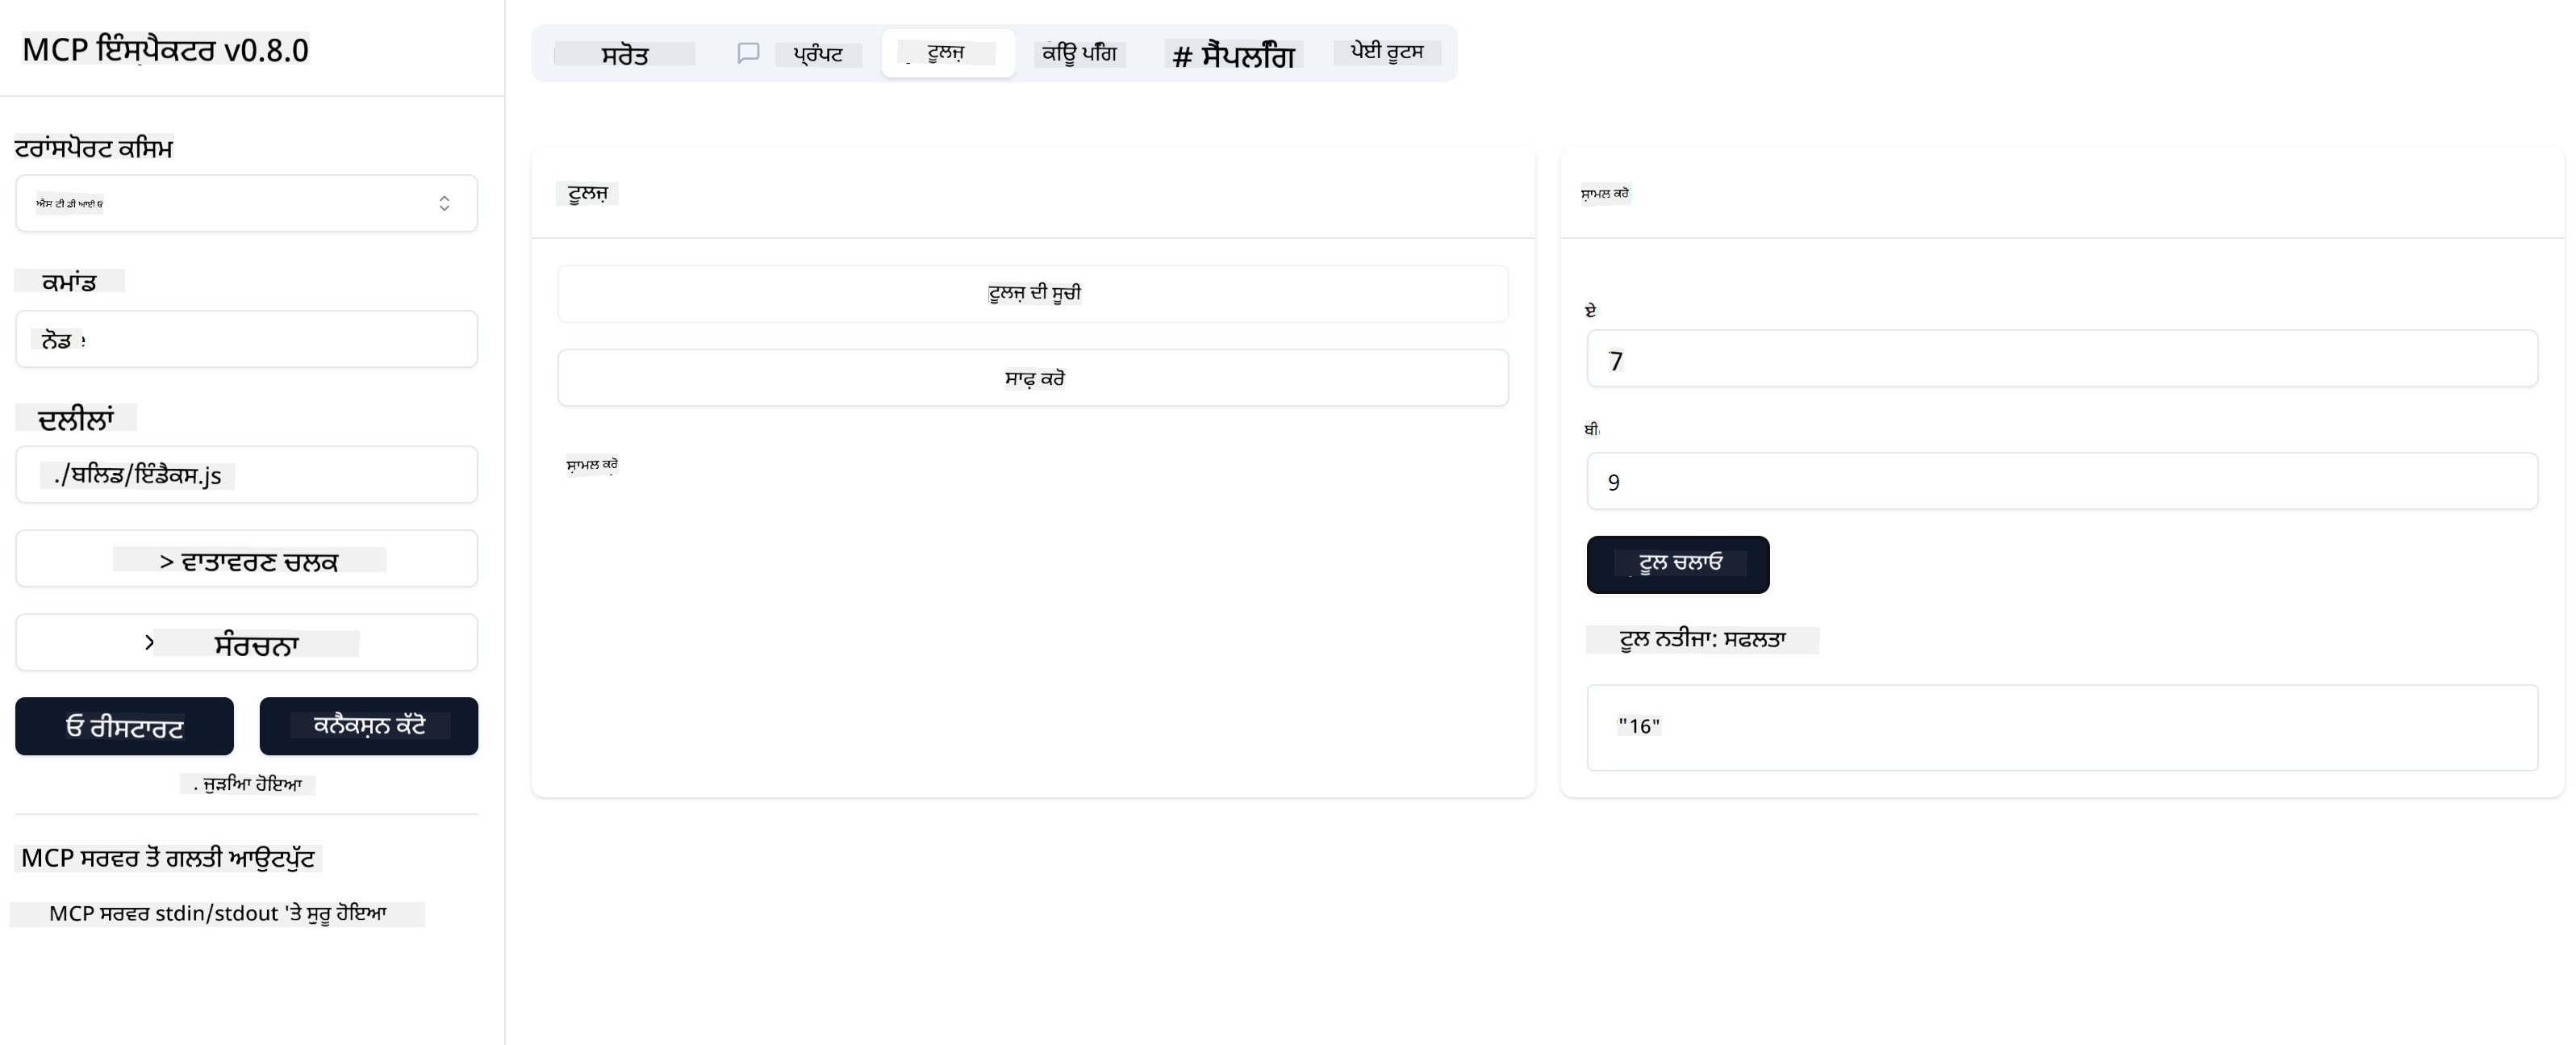 MCP ਇੰਸਪੈਕਟਰ v0.8.0
ਸਰੋਤ
ਪ੍ਰੰਪਟ
ਟੂਲਜ਼
ਕਿਊ ਪਿੰਗ
# ਸੈਂਪਲਿੰਗ
ਪੇਈ ਰੂਟਸ
ਟਰਾਂਸਪੋਰਟ ਕਿਸਮ
ਐਸ ਟੀ ਡੀ ਆਈ ਓ
ਕਮਾਂਡ
ਨੋਡ
ਦਲੀਲਾਂ
./ਬਿਲਡ/ਇੰਡੈਕਸ.js
> ਵਾਤਾਵਰਣ ਚਲਕ
> ਸੰਰਚਨਾ
ਓ ਰੀਸਟਾਰਟ
ਕਨੈਕਸ਼ਨ ਕੱਟੋ
. ਜੁੜਿਆ ਹੋਇਆ
MCP ਸਰਵਰ ਤੋਂ ਗਲਤੀ ਆਉਟਪੁੱਟ
MCP ਸਰਵਰ stdin/stdout 'ਤੇ ਸ਼ੁਰੂ ਹੋਇਆ
ਟੂਲਜ਼
ਟੂਲਜ਼ ਦੀ ਸੂਚੀ
ਸਾਫ਼ ਕਰੋ
ਸ਼ਾਮਲ ਕਰੋ
ਸ਼ਾਮਲ ਕਰੋ
ਏ
7
ਬੀ
9
ਟੂਲ ਚਲਾਓ
ਟੂਲ ਨਤੀਜਾ: ਸਫਲਤਾ
"16"